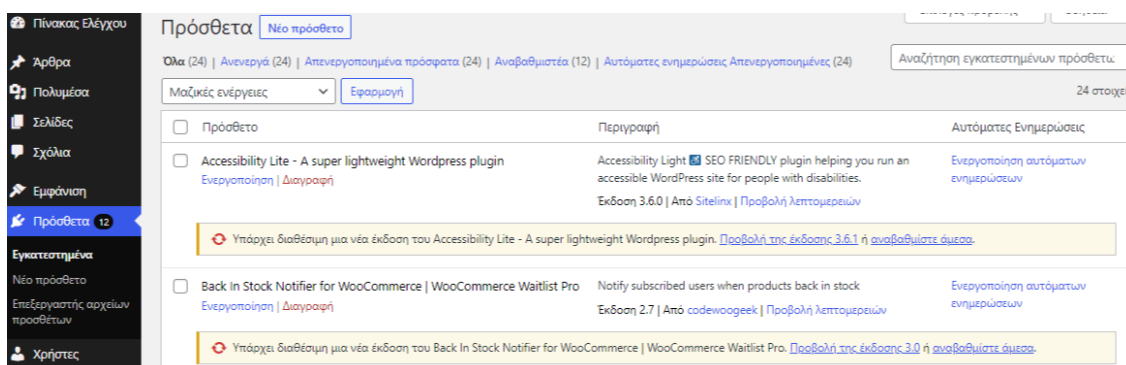 Πίνακας Ελέγχου
Άρθρα
Πολυμέσα
Σελίδες
Σχόλια
Εμφάνιση
Πρόσθετα 12
Εγκατεστημένα
Νέο πρόσθετο
Επεξεργαστής αρχείων
προσθέτων
Χρήστες
Πρόσθετα Νέο πρόσθετο
Όλα (24) | Ανενεργά (24) | Απενεργοποιημένα πρόσφατα (24) | Αναβαθμιστέα (12) | Αυτόματες ενημερώσεις Απενεργοποιημένες (24)
Αναζήτηση εγκατεστημένων πρόσθετω
Μαζικές ενέργειες Εφαρμογή
24 στοιχε
Πρόσθετο Περιγραφή Αυτόματες Ενημερώσεις
Accessibility Lite - A super lightweight Wordpress plugin
Ενεργοποίηση | Διαγραφή
Accessibility Light SEO FRIENDLY plugin helping you run an
accessible WordPress site for people with disabilities.
Έκδοση 3.6.0 | Από Sitelinx | Προβολή λεπτομερειών
Ενεργοποίηση αυτόματων
ενημερώσεων
Υπάρχει διαθέσιμη μια νέα έκδοση του Accessibility Lite - A super lightweight Wordpress plugin. Προβολή της έκδοσης 3.6.1 ή αναβαθμίστε άμεσα.
Back In Stock Notifier for WooCommerce | WooCommerce Waitlist Pro
Ενεργοποίηση | Διαγραφή
Notify subscribed users when products back in stock
Έκδοση 2.7 | Από codewoogeek | Προβολή λεπτομερειών
Ενεργοποίηση αυτόματων
ενημερώσεων
Υπάρχει διαθέσιμη μια νέα έκδοση του Back In Stock Notifier for WooCommerce | WooCommerce Waitlist Pro. Προβολή της έκδοσης 3.0 ή αναβαθμίστε άμεσα.